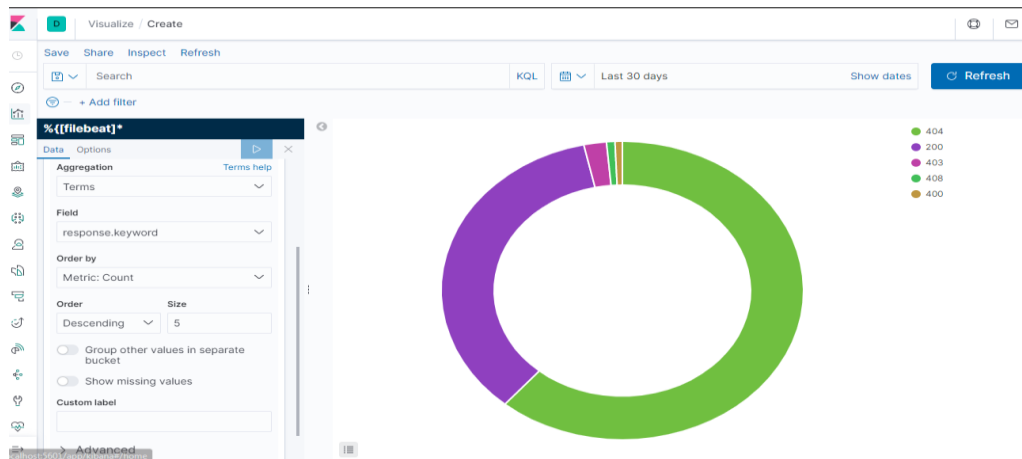 D Visualize / Create
Save Share Inspect Refresh
Search KQL Last 30 days Show dates Refresh
+ Add filter
%{[filebeat]*
Data Options
Aggregation Terms help
Terms
Field
response.keyword
Order by
Metric: Count
Order Size
Descending 5
Group other values in separate
bucket
Show missing values
Custom label
> Advanced
404
200
403
408
400